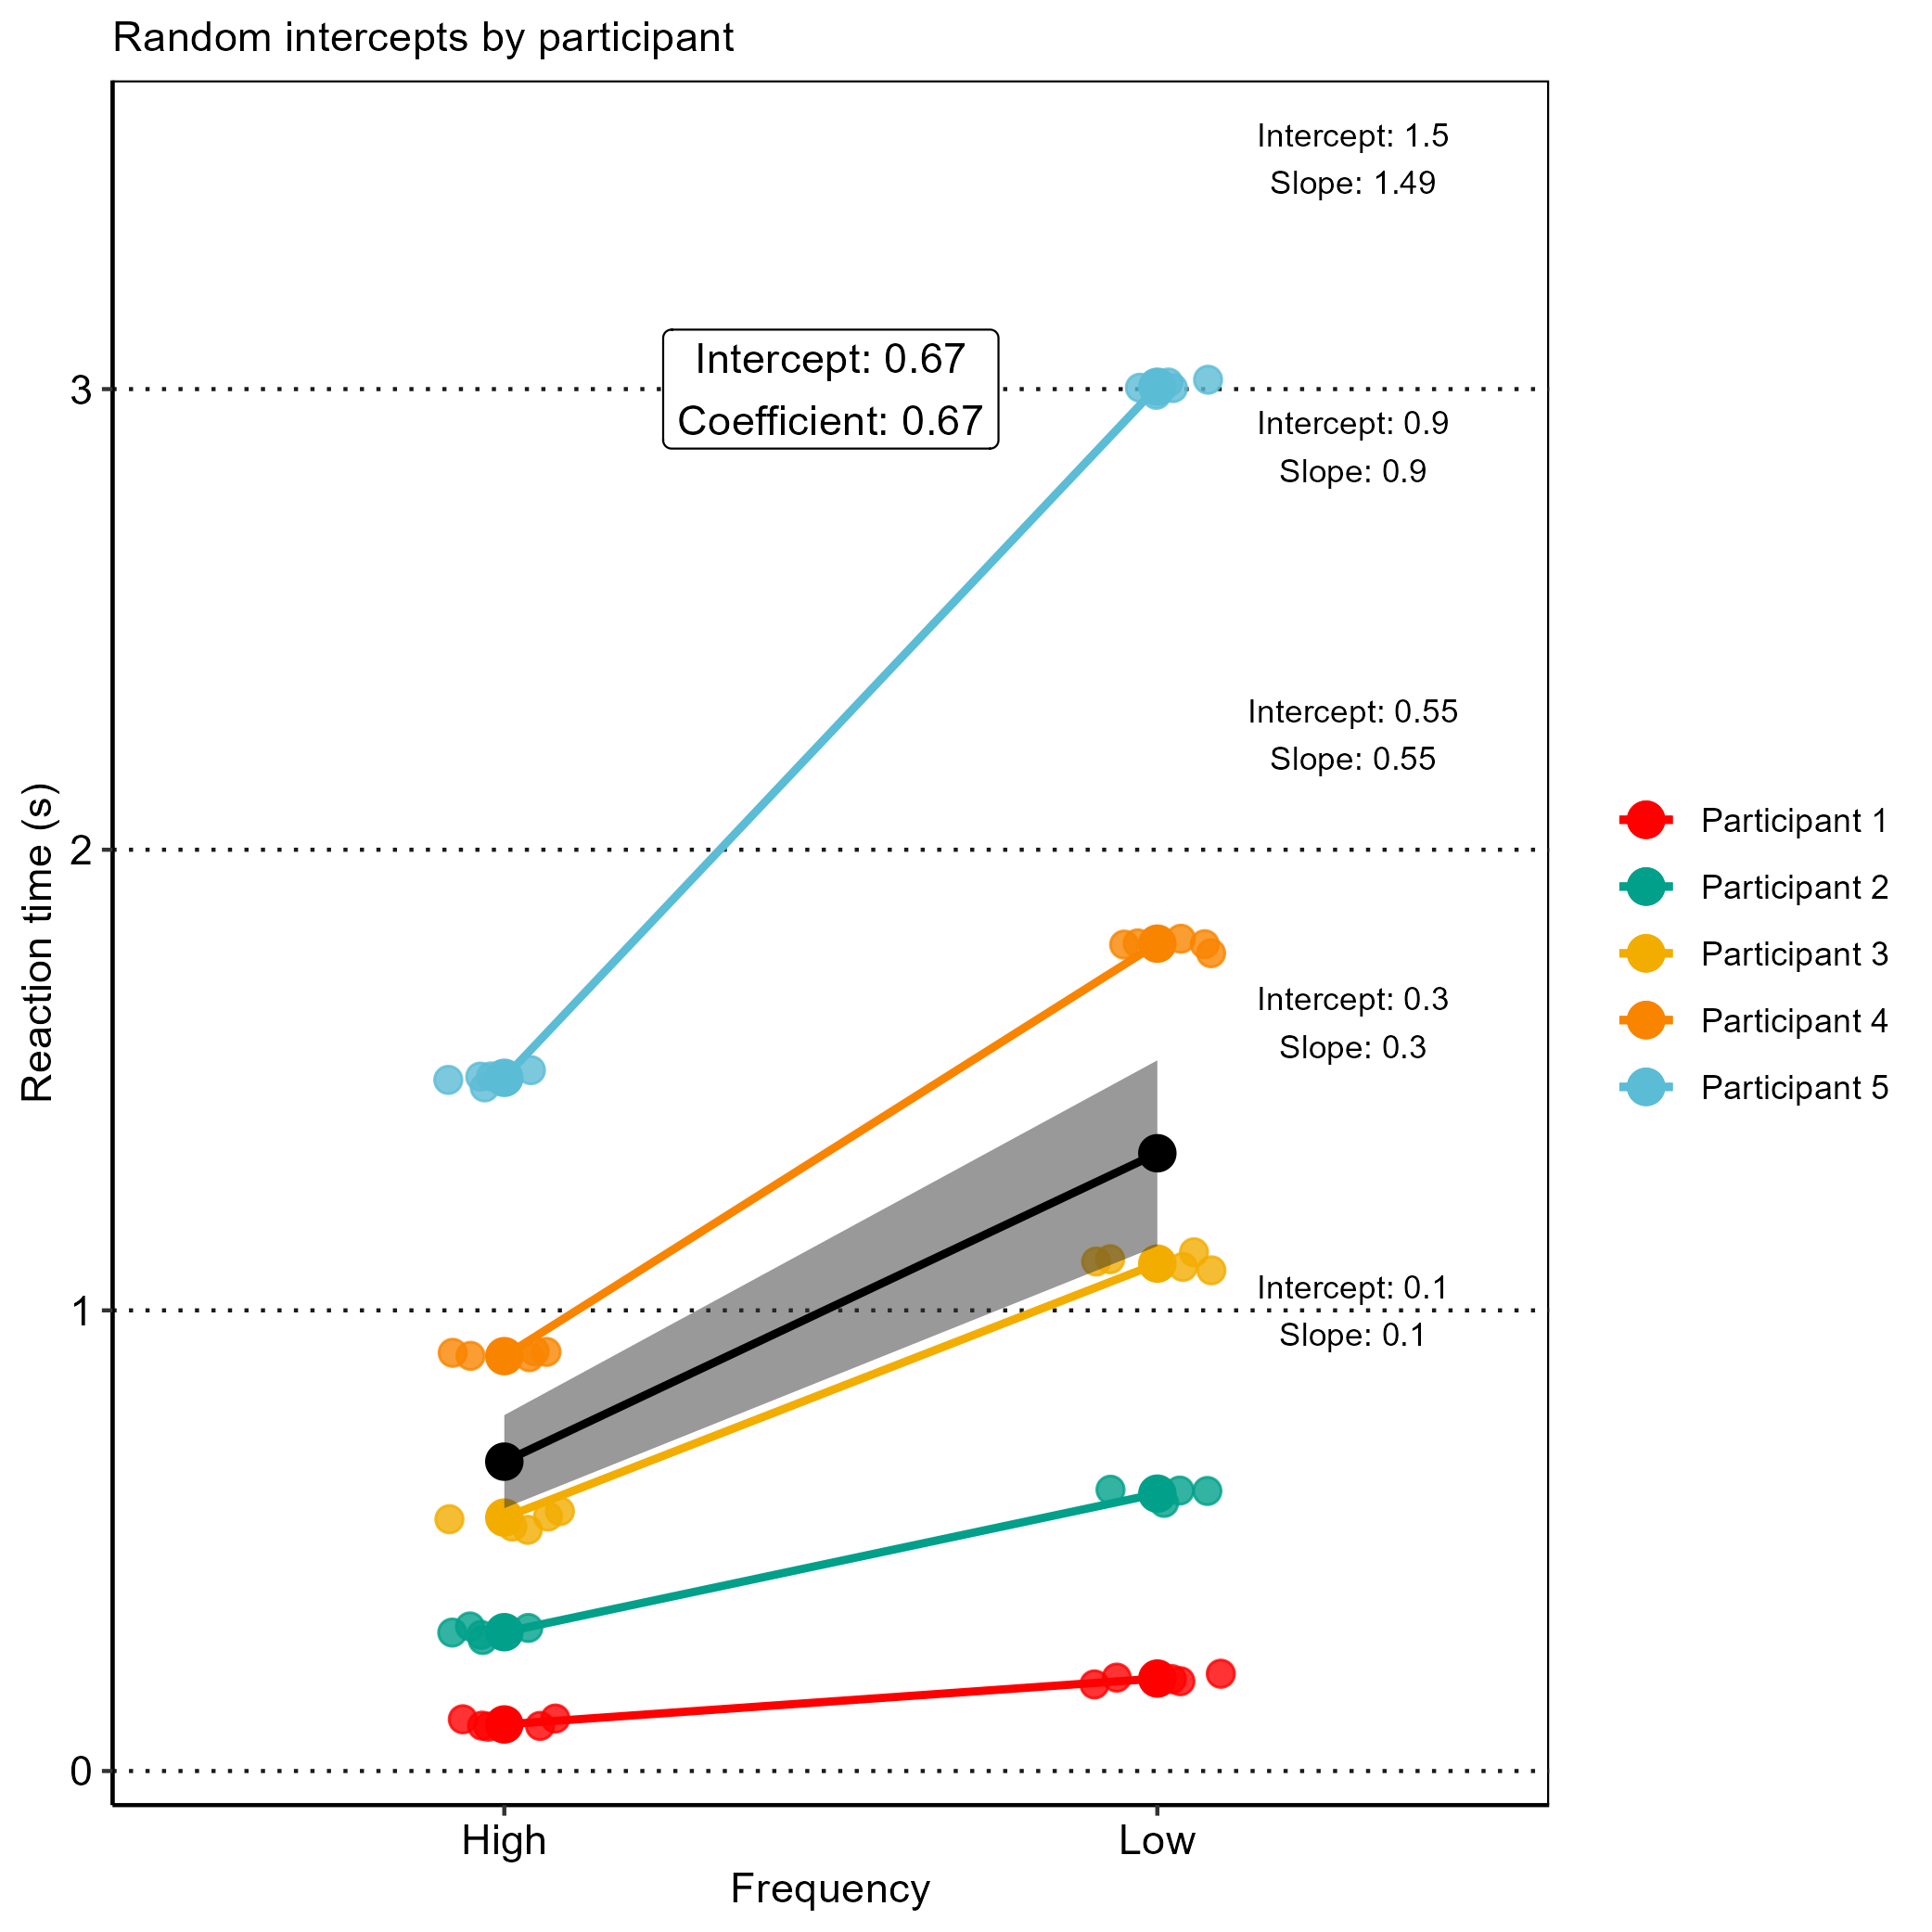 Random intercepts by participant
Intercept: 1.5
Slope: 1.49
Intercept: 0.67
Coefficient: 0.67
Intercept: 0.9
Slope: 0.9
Intercept: 0.55
Slope: 0.55
Intercept: 0.3
Slope: 0.3
Intercept: 0.1
Slope: 0.1
3
2
1
0
Reaction time (s)
High
Low
Frequency
Participant 1
Participant 2
Participant 3
Participant 4
Participant 5